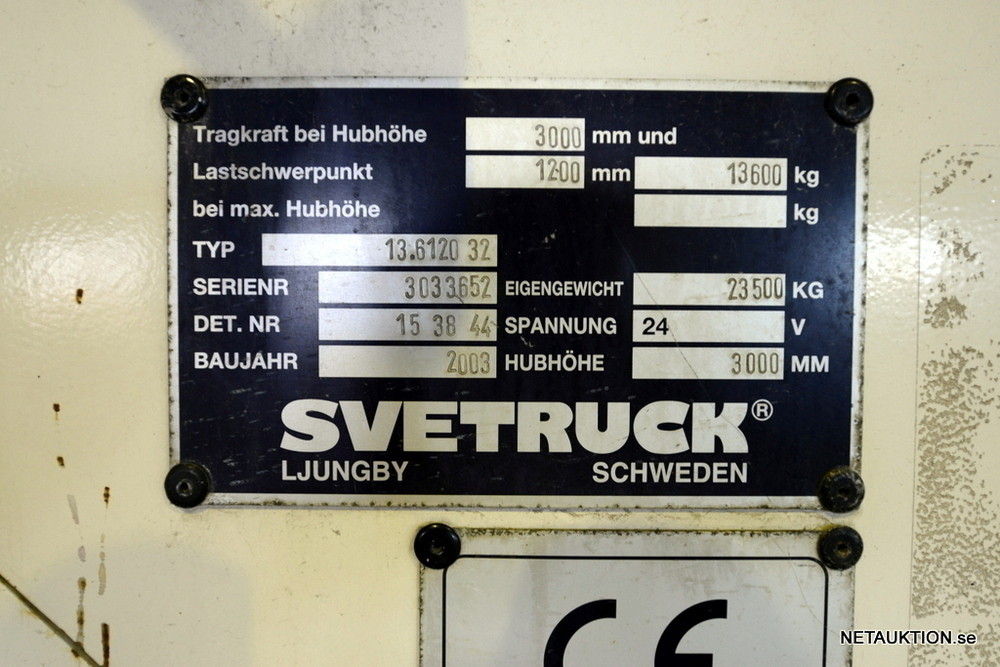 Tragkraft bei Hubhöhe 3000 mm und
Lastschwerpunkt 1200 mm 13600 kg
bei max. Hubhöhe kg
TYP 13.6120 32
SERIENR 3033652 EIGENGEWICHT 23500 KG
DET. NR 15 38 44 SPANNUNG 24 V
BAUJAHR 2003 HUBHÖHE 3000 MM
SVETRUCK®
LJUNGBY SCHWEDEN
CE
NETAUKTION.se